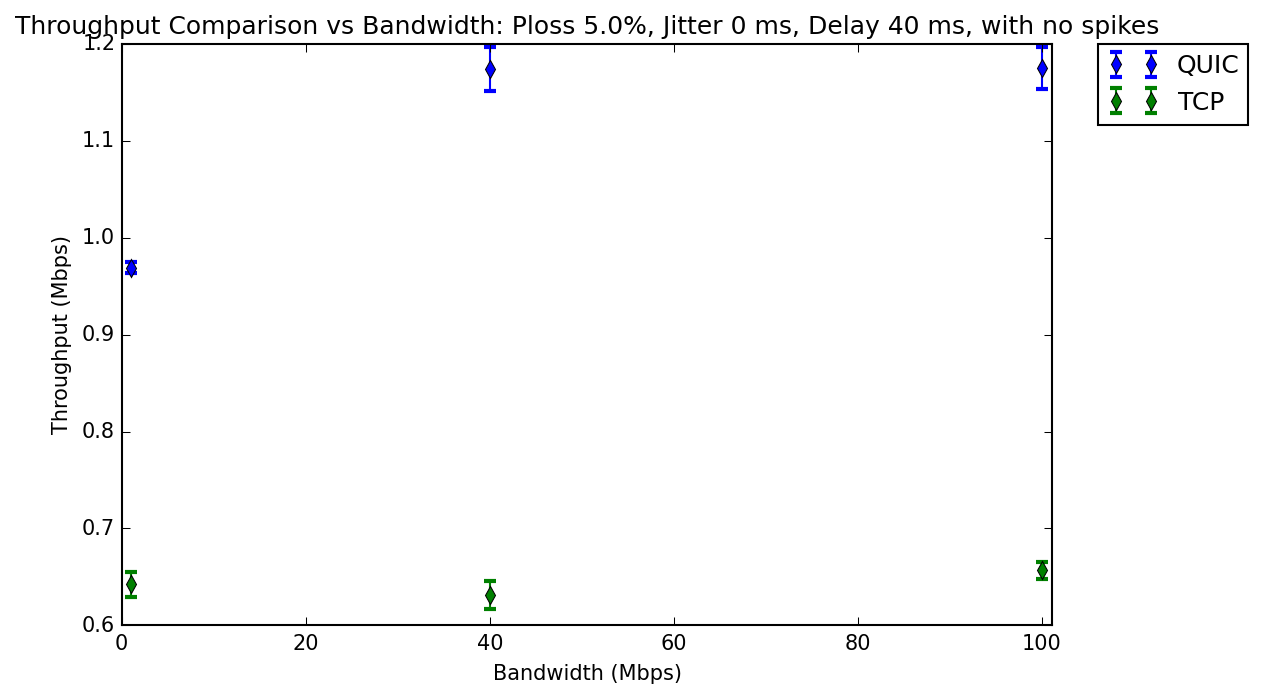 Throughput Comparison vs Bandwidth: Ploss 5.0%, Jitter 0 ms, Delay 40 ms, with no spikes
QUIC
TCP
Throughput (Mbps)
1.2
1.1
1.0
0.9
0.8
0.7
0.6
0 20 40 60 80 100
Bandwidth (Mbps)